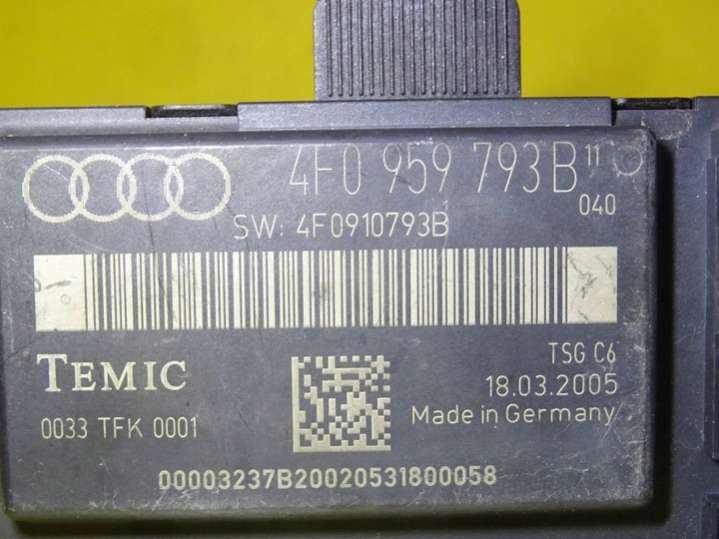 4F0 959 793B 11
040
SW: 4F0910793B
TEMIC
TSG C6
18.03.2005
0033 TFK 0001
Made in Germany
00003237B20020531800058